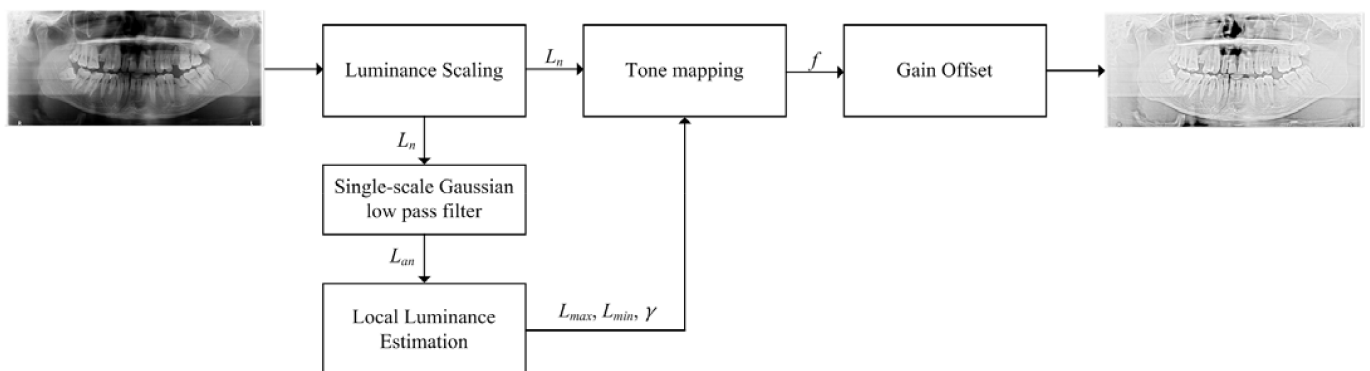 Luminance Scaling
L_n
Tone mapping
f
Gain Offset
L_n
Single-scale Gaussian
low pass filter
L_an
Local Luminance
Estimation
L_max, L_min, γ